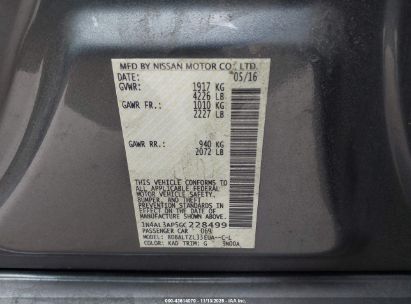 MFD BY NISSAN MOTOR CO., LTD.
DATE: 05/16
GVWR: 1917 KG
4226 LB
GAWR FR.: 1010 KG
2227 LB
GAWR RR.: 940 KG
2072 LB
THIS VEHICLE CONFORMS TO
ALL APPLICABLE FEDERAL
MOTOR VEHICLE SAFETY,
BUMPER, AND THEFT
PREVENTION STANDARDS
IN EFFECT ON THE DATE OF
MANUFACTURE SHOWN ABOVE.
1N4AL3AP5GC228499
PASSENGER CAR 069
MODEL:
COLOR: KAD TRIM: G